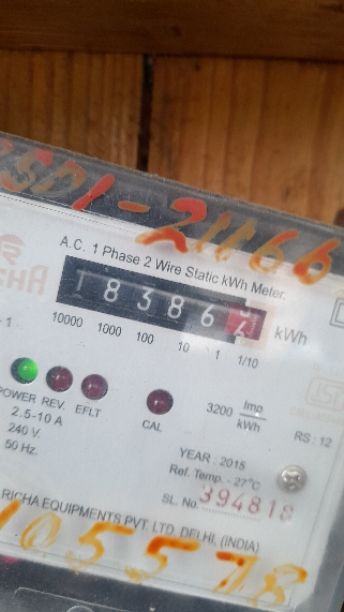 SSD1-21166
A.C. 1 Phase 2 Wire Static kWh Meter.
18386 kWh
10000 1000 100 10 1 1/10
POWER REV. EFLT CAL
3200 Imp/kWh
2.5-10 A
240 V.
50 Hz.
RS : 12
YEARː 2015
Ref. Temp. - 27°C
SL. No. 394818
RICHA EQUIPMENTS PVT. LTD. DELHI, (INDIA)
105578